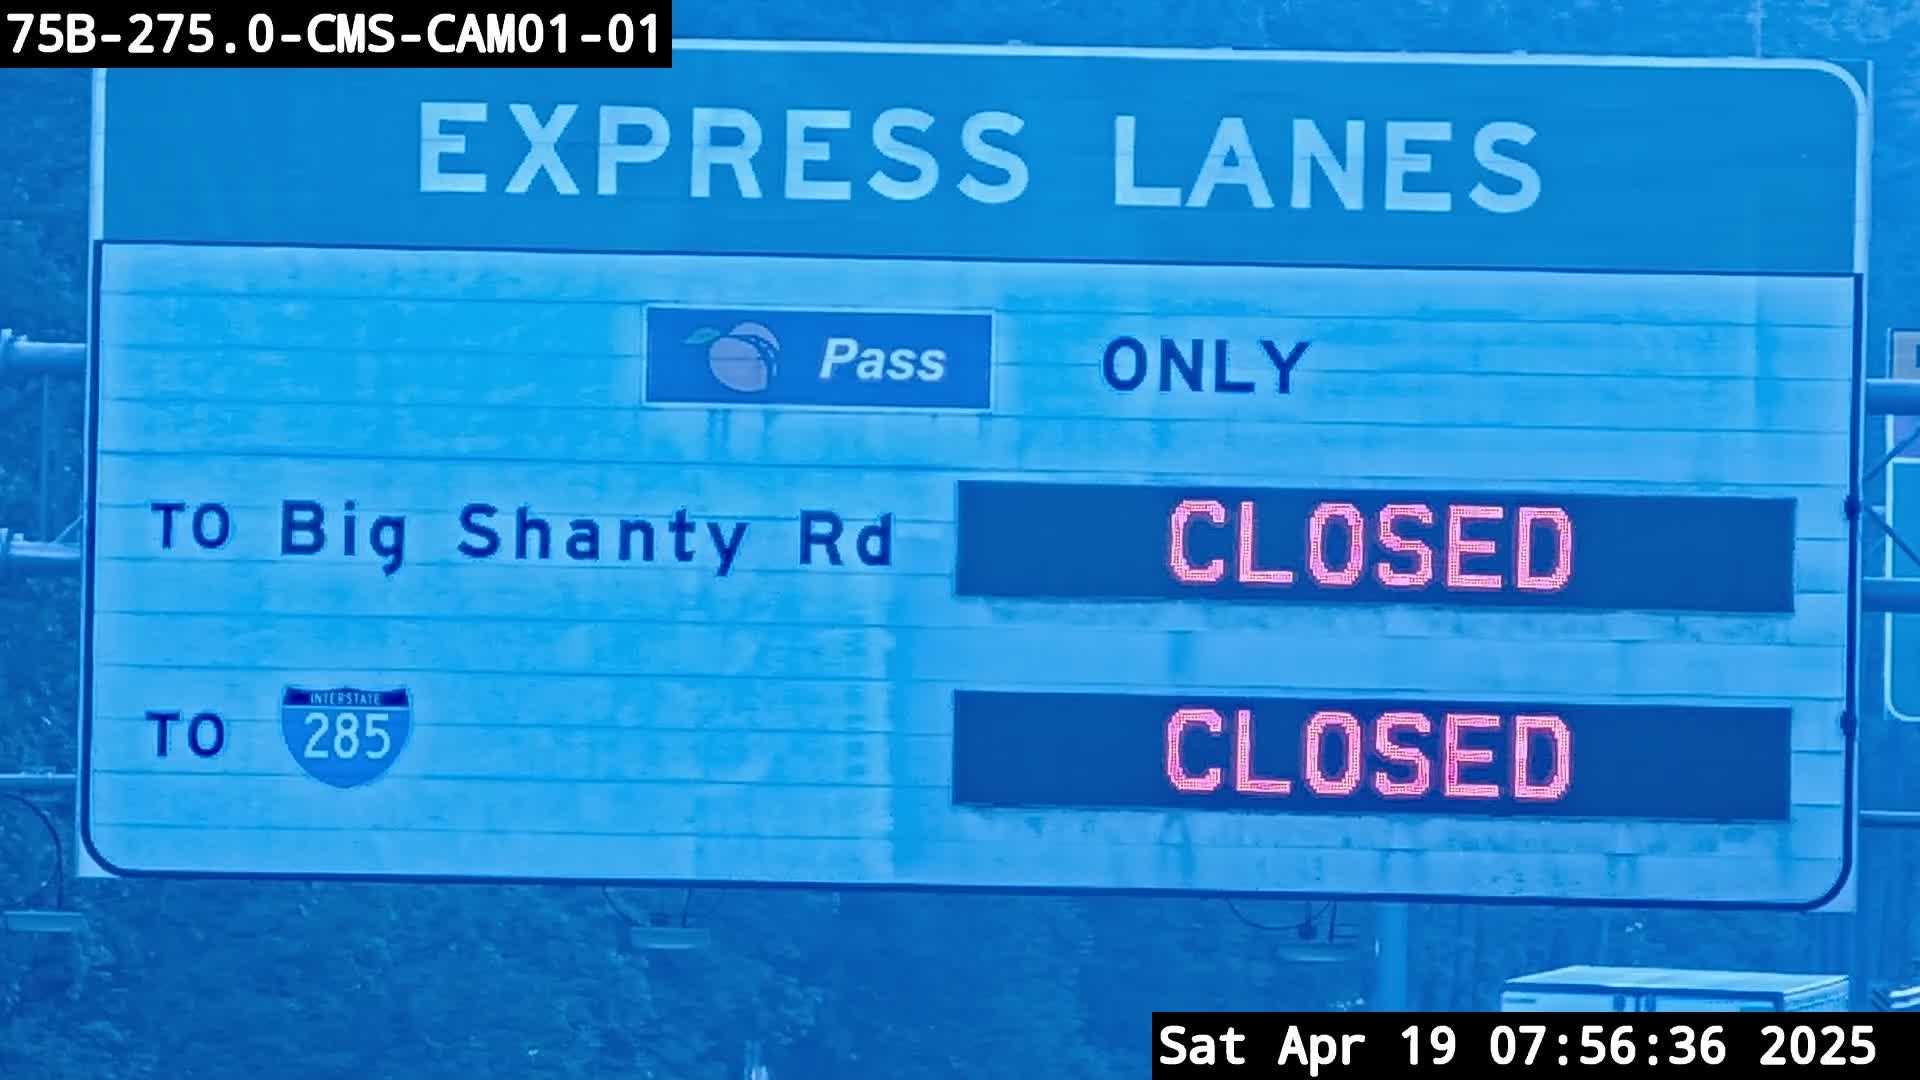 75B-275.0-CMS-CAM01-01
EXPRESS LANES
Pass ONLY
TO Big Shanty Rd CLOSED
TO INTERSTATE 285 CLOSED
Sat Apr 19 07:56:36 2025